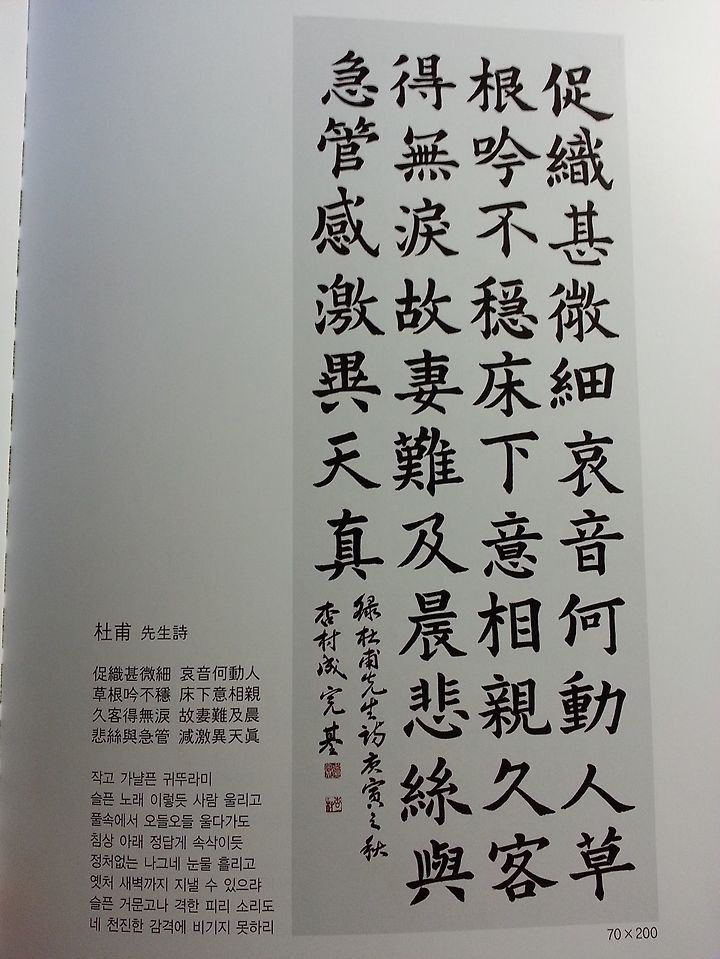 促織甚微細哀音何動人草
根吟不穩床下意相親久客
得無淚故妻難及晨悲絲與
急管感激異天真
錄杜甫先生詩庚寅之秋
杏村成完基
杜甫 先生詩
促織甚微細 哀音何動人
草根吟不穩 床下意相親
久客得無淚 故妻難及晨
悲絲與急管 減激異天眞
작고 가냘픈 귀뚜라미
슬픈 노래 이렇듯 사람 울리고
풀속에서 오들오들 울다가도
침상 아래 정답게 속삭이듯
정처없는 나그네 눈물 흘리고
옛처 새벽까지 지낼 수 있으랴
슬픈 거문고나 격한 피리 소리도
네 천진한 감격에 비기지 못하리
70×200